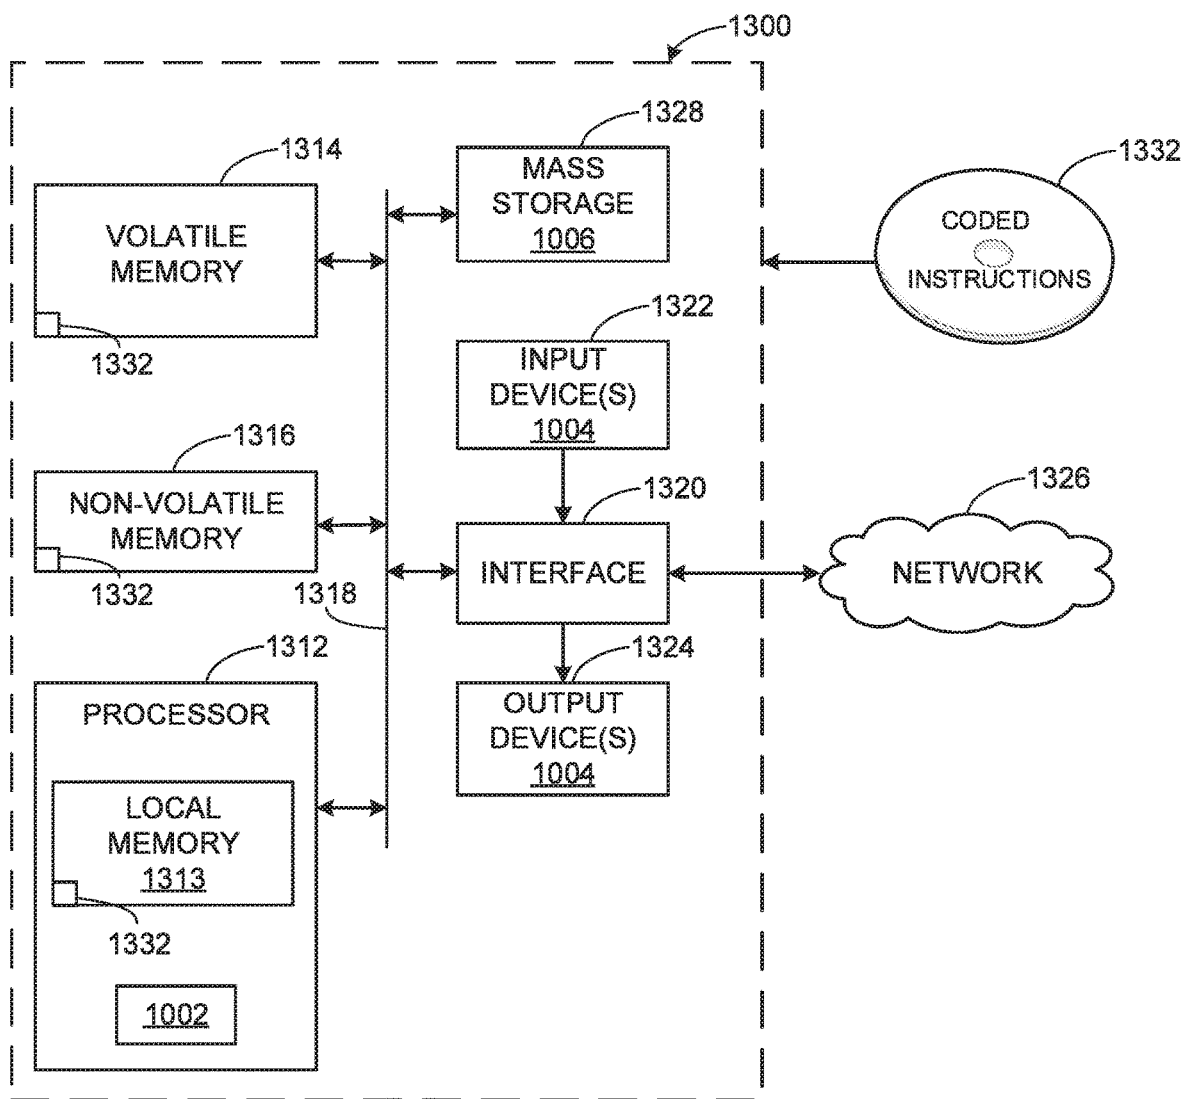 1300
1328
MASS
STORAGE
1006
1314
VOLATILE
MEMORY
1332
1332
CODED
INSTRUCTIONS
1322
INPUT
DEVICE(S)
1004
1316
NON-VOLATILE
MEMORY
1332
1320
INTERFACE
1326
NETWORK
1318
1312
PROCESSOR
LOCAL
MEMORY
1313
1332
1002
1324
OUTPUT
DEVICE(S)
1004